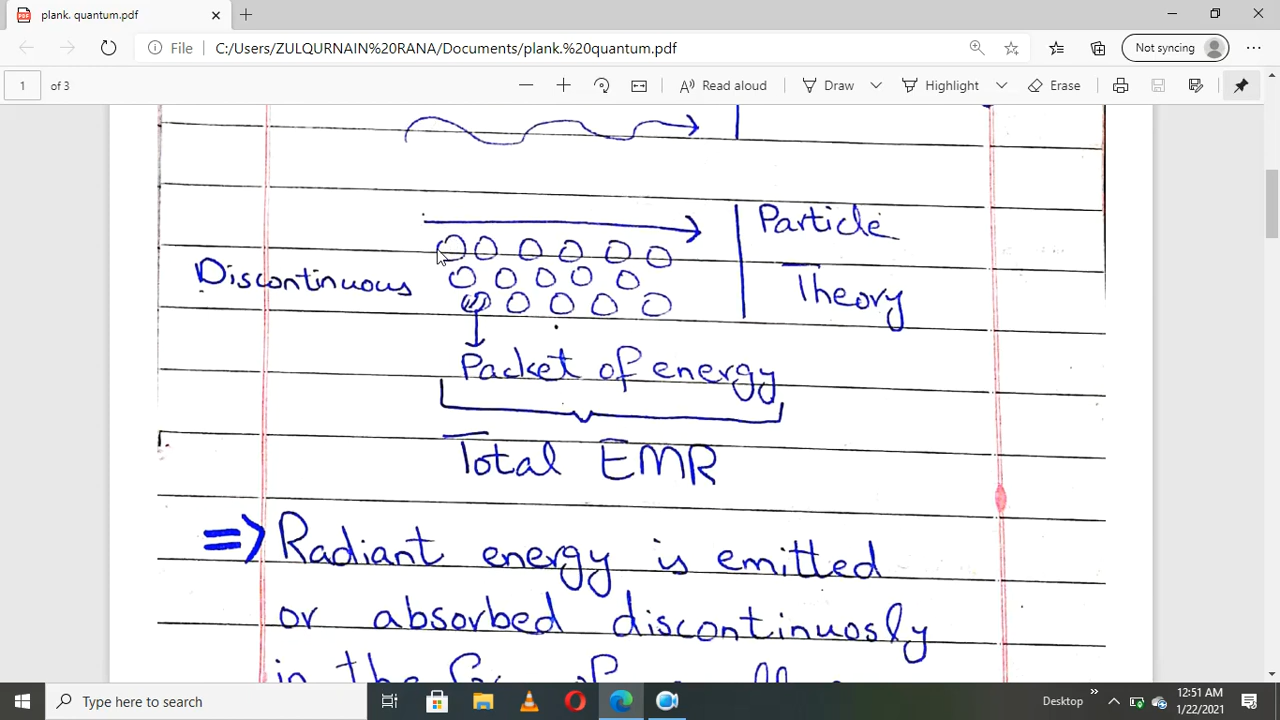 plank. quantum.pdf
File
C:/Users/ZULQURNAIN%20RANA/Documents/plank.%20quantum.pdf
Not syncing
1 of 3
Read aloud
Draw
Highlight
Erase
Particle
Discontinuous
Theory
Packet of energy
Total EMR
=> Radiant energy is emitted
or absorbed discontinuosly
in the
Type here to search
Desktop
12:51 AM
1/22/2021